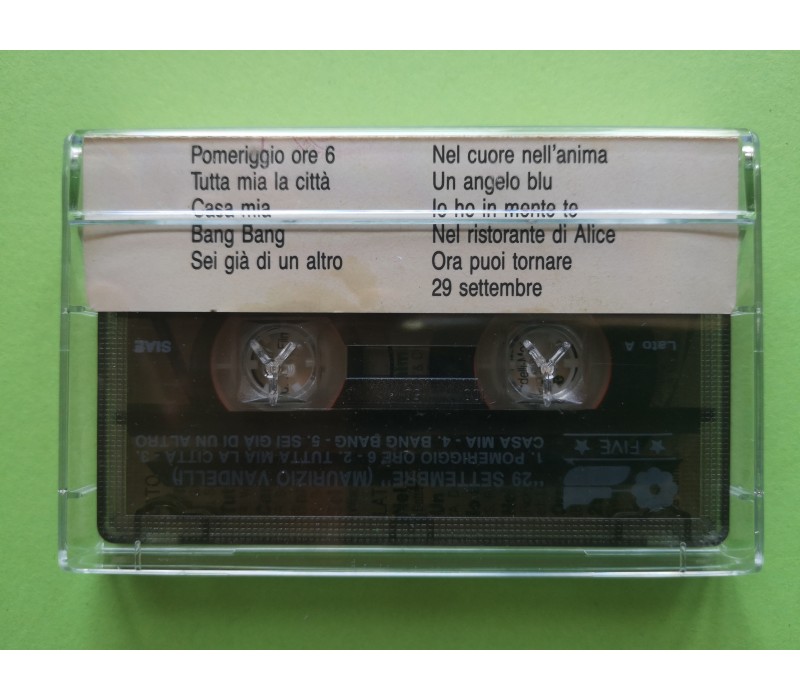 Pomeriggio ore 6
Tutta mia la città
Casa mia
Bang Bang
Sei già di un altro
Nel cuore nell'anima
Un angelo blu
Io ho in mente te
Nel ristorante di Alice
Ora puoi tornare
29 settembre
SIAE
Lato A
★ FIVE ★
"29 SETTEMBRE" (MAURIZIO VANDELLI)
1. POMERIGGIO ORE 6 - 2. TUTTA MIA LA CITTÀ - 3.
CASA MIA - 4. BANG BANG - 5. SEI GIÀ DI UN ALTRO